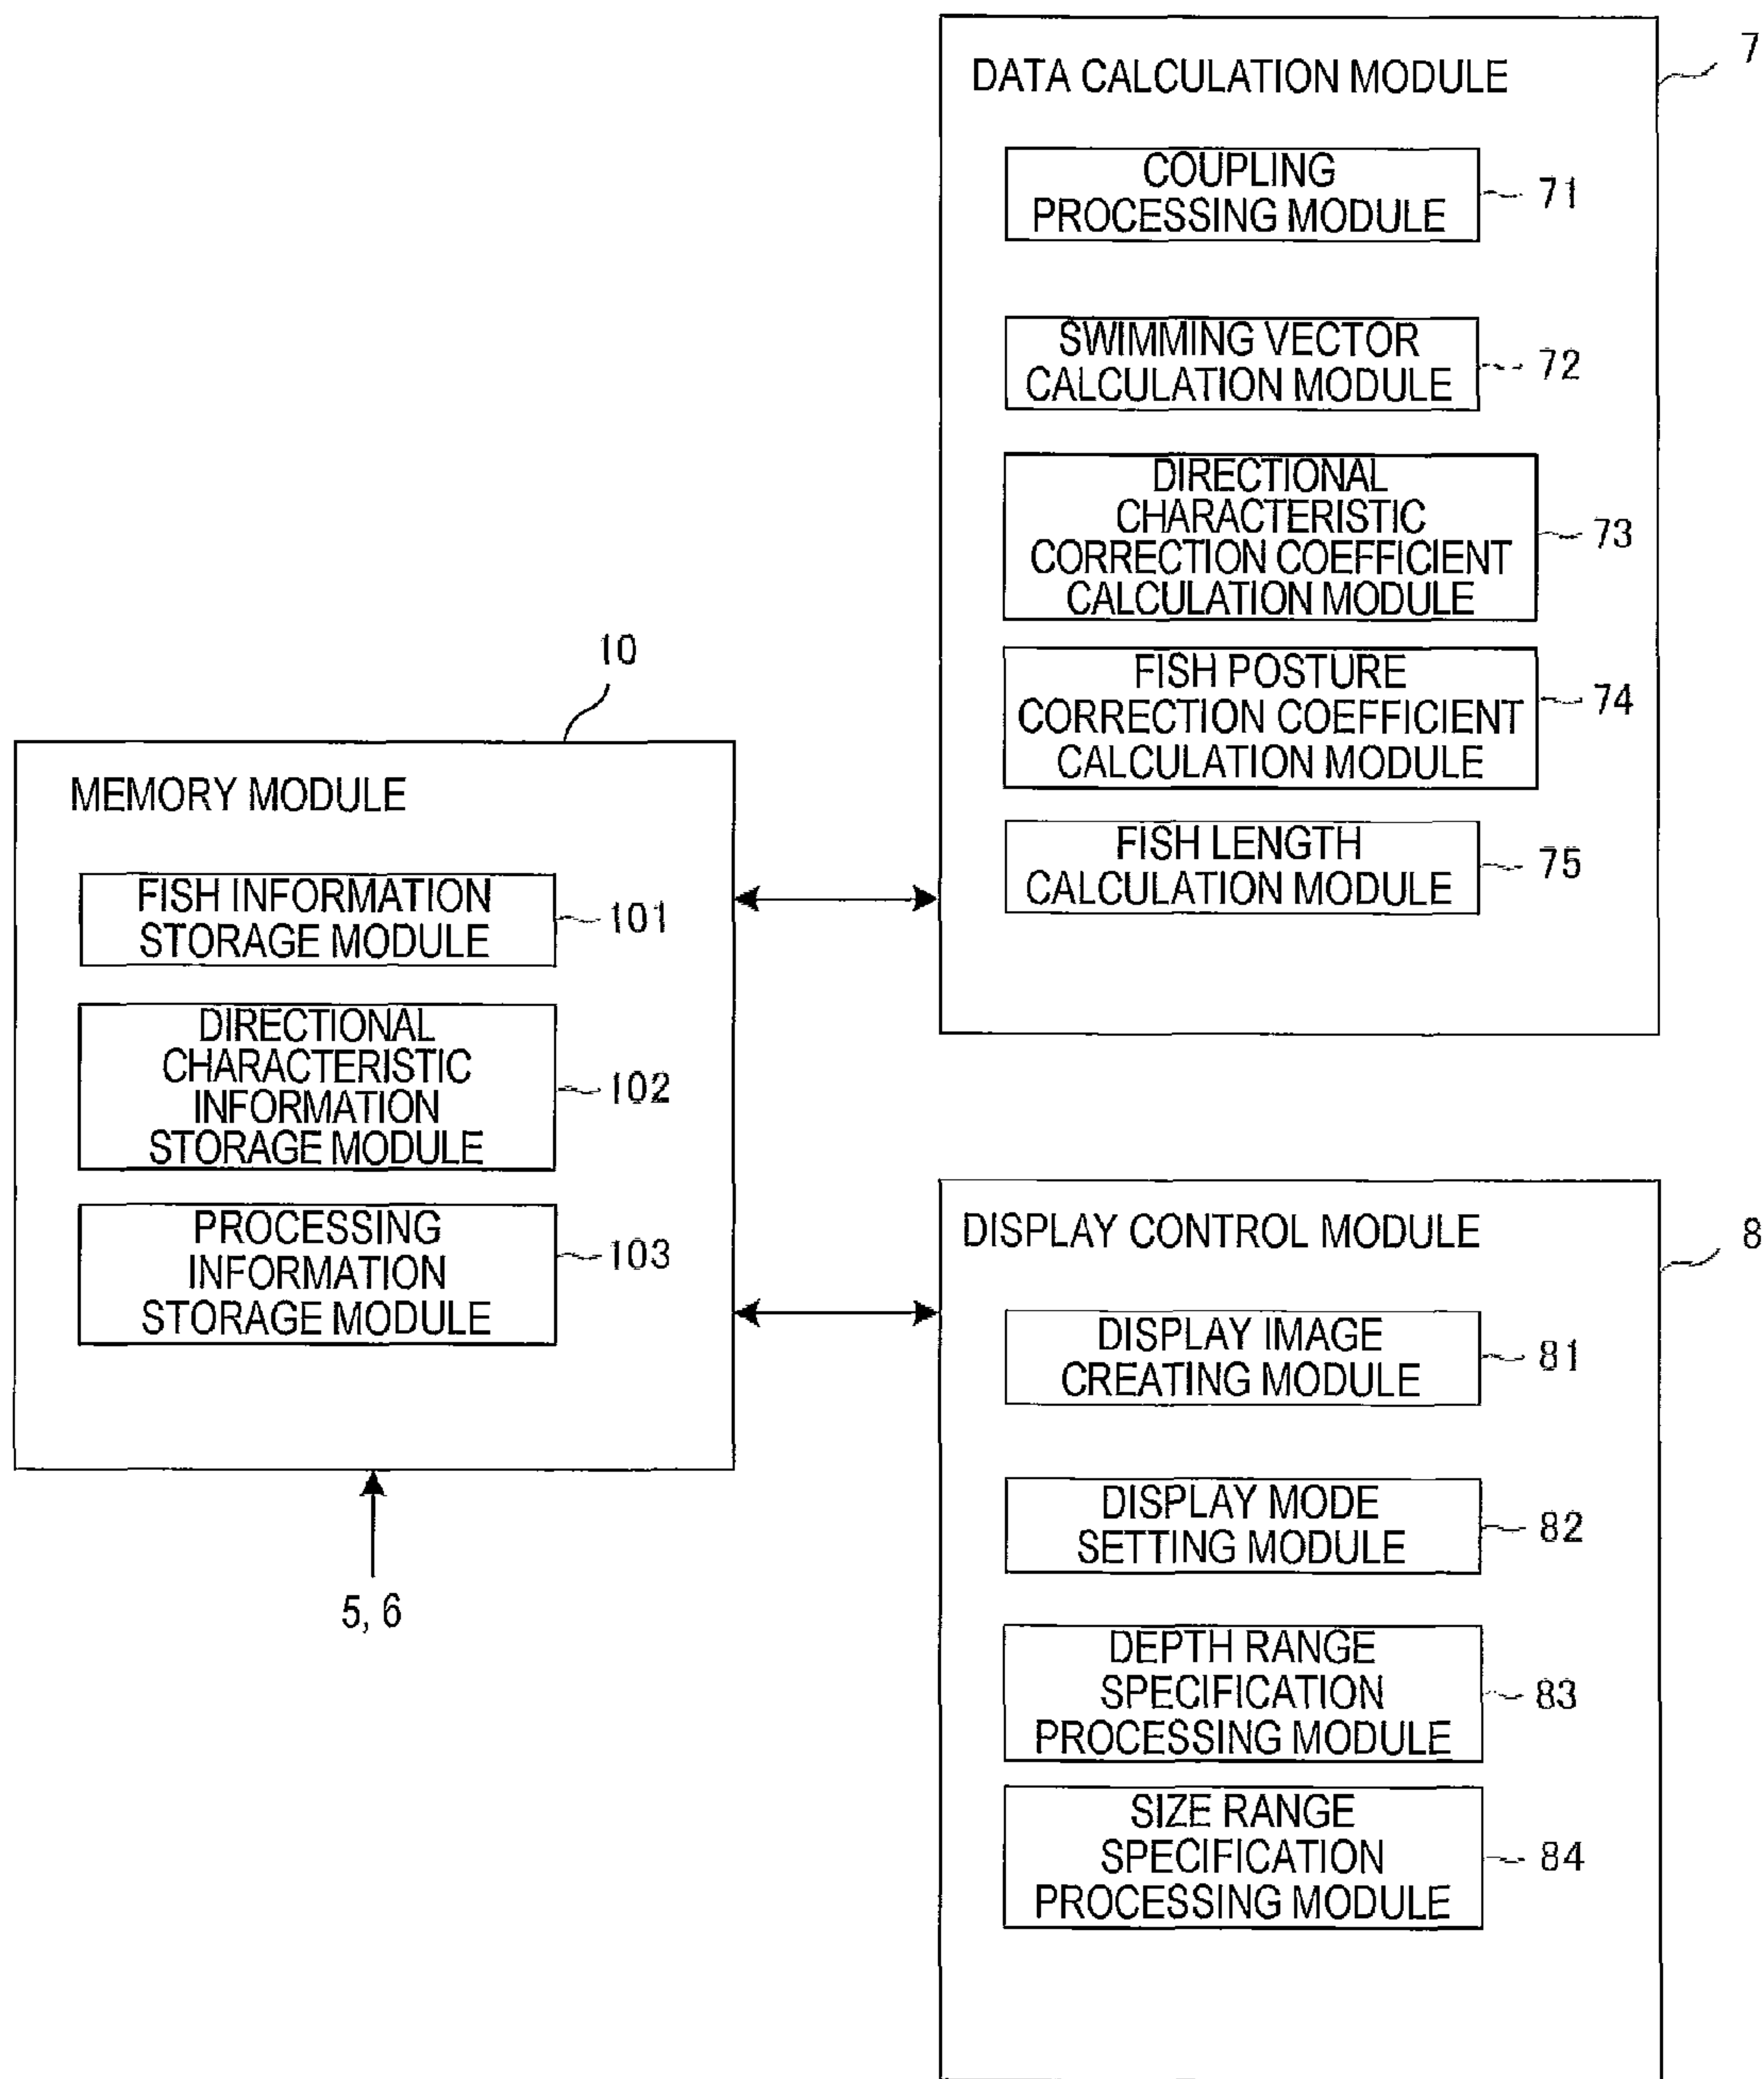 7
DATA CALCULATION MODULE
COUPLING
PROCESSING MODULE
71
SWIMMING VECTOR
CALCULATION MODULE
72
DIRECTIONAL
CHARACTERISTIC
CORRECTION COEFFICIENT
CALCULATION MODULE
73
FISH POSTURE
CORRECTION COEFFICIENT
CALCULATION MODULE
74
FISH LENGTH
CALCULATION MODULE
75
10
MEMORY MODULE
FISH INFORMATION
STORAGE MODULE
101
DIRECTIONAL
CHARACTERISTIC
INFORMATION
STORAGE MODULE
102
PROCESSING
INFORMATION
STORAGE MODULE
103
5, 6
8
DISPLAY CONTROL MODULE
DISPLAY IMAGE
CREATING MODULE
81
DISPLAY MODE
SETTING MODULE
82
DEPTH RANGE
SPECIFICATION
PROCESSING MODULE
83
SIZE RANGE
SPECIFICATION
PROCESSING MODULE
84